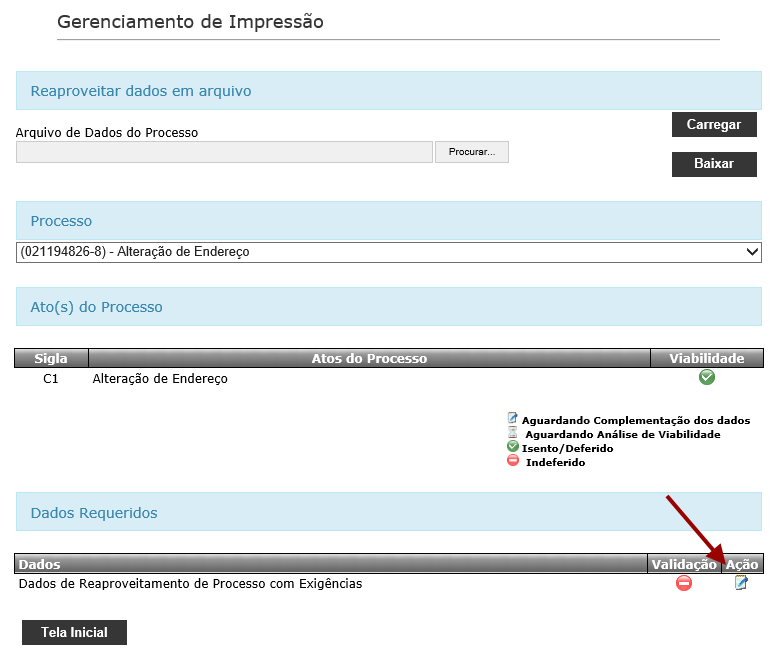 Gerenciamento de Impressão
Reaproveitar dados em arquivo
Arquivo de Dados do Processo
Procurar...
Carregar
Baixar
Processo
(021194826-8) - Alteração de Endereço
Ato(s) do Processo
Sigla Atos do Processo Viabilidade
C1 Alteração de Endereço
Aguardando Complementação dos dados
Aguardando Análise de Viabilidade
Isento/Deferido
Indeferido
Dados Requeridos
Dados Validação Ação
Dados de Reaproveitamento de Processo com Exigências
Tela Inicial